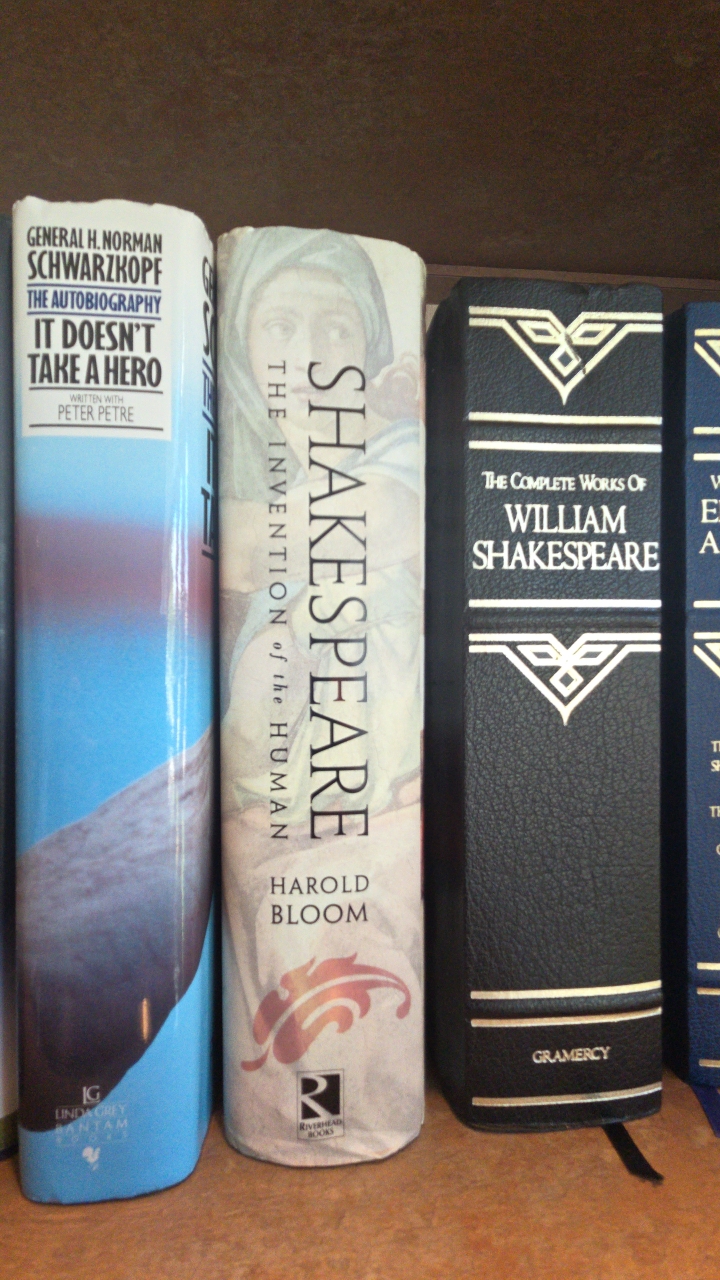 GENERAL H. NORMAN
SCHWARZKOPF
THE AUTOBIOGRAPHY
IT DOESN'T
TAKE A HERO
WRITTEN WITH
PETER PETRE
LG
LINDA GREY
BANTAM
BOOKS
SHAKESPEARE
THE INVENTION of the HUMAN
HAROLD
BLOOM
R
RIVERHEAD
BOOKS
THE COMPLETE WORKS OF
WILLIAM
SHAKESPEARE
GRAMERCY